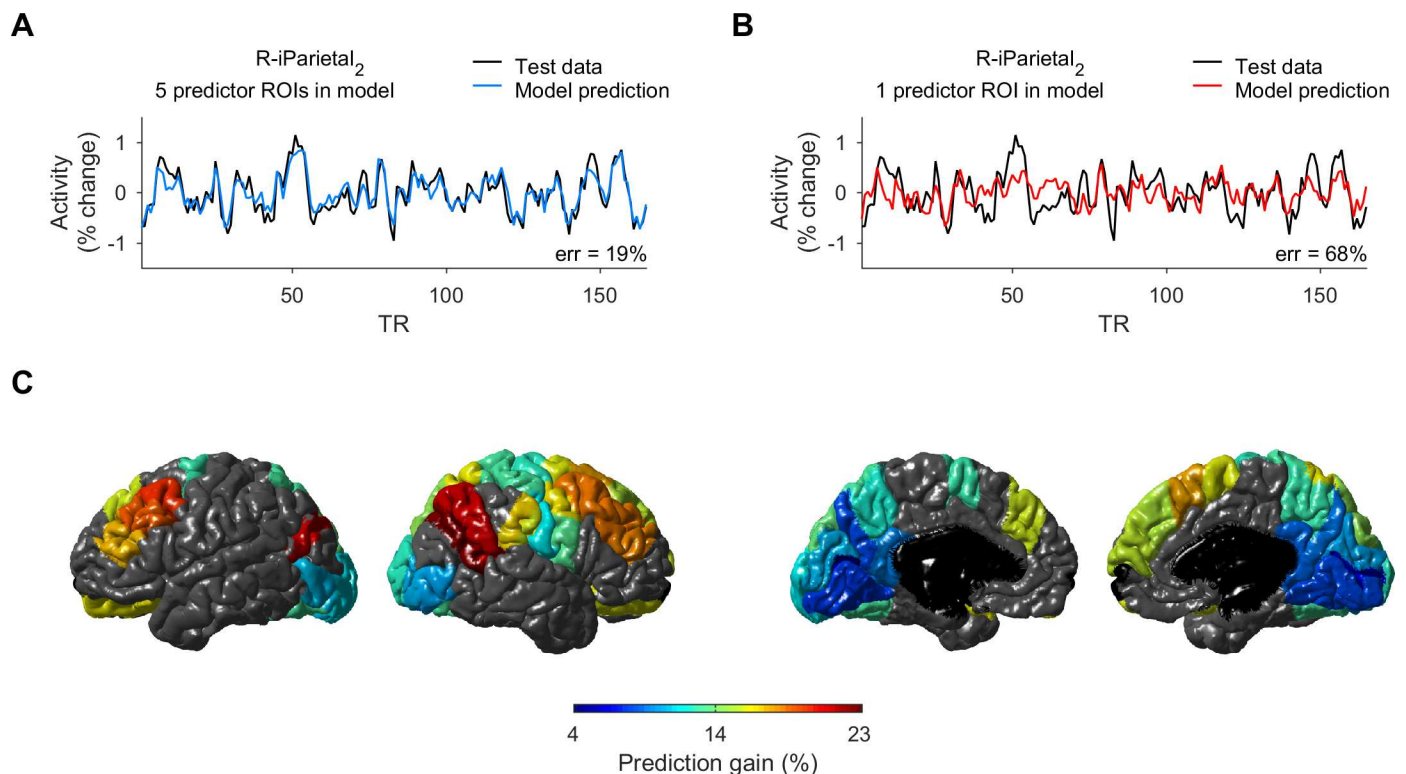 A
R-iParietal2
5 predictor ROIs in model
Test data
Model prediction
Activity
(% change)
1
0
-1
err = 19%
50
100
150
TR
B
R-iParietal2
1 predictor ROI in model
Test data
Model prediction
Activity
(% change)
1
0
-1
err = 68%
50
100
150
TR
C
4
14
23
Prediction gain (%)